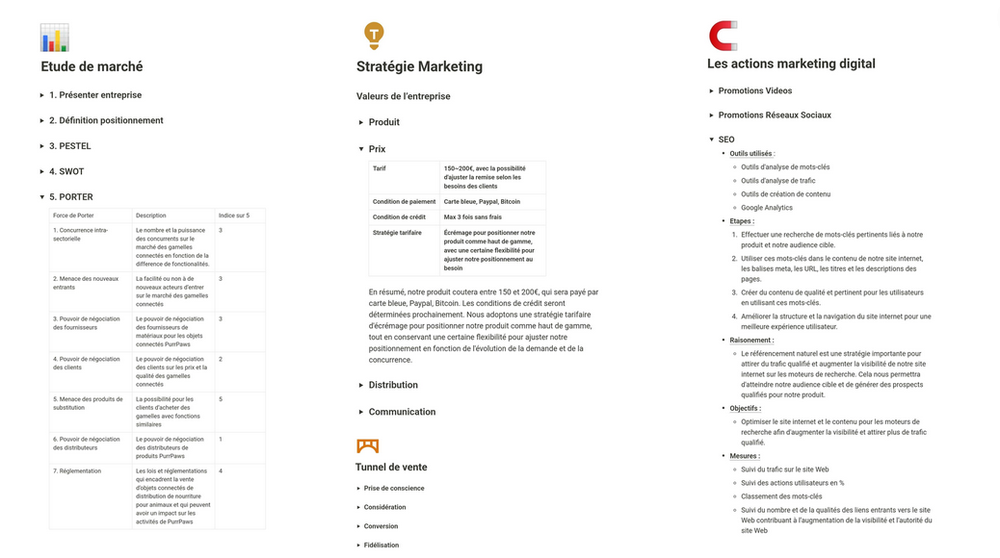 Etude de marché
1. Présenter entreprise
2. Définition positionnement
3. PESTEL
4. SWOT
5. PORTER
Force de Porter Description Indice sur 5
1. Concurrence intra-
sectorielle
Le nombre et la puissance
des concurrents sur le
marché des gamelles
connectés en fonction de la
difference de fonctionalités.
3
2. Menace des nouveaux
entrants
La facilité ou non à de
nouveaux acteurs d'entrer
sur le marché des gamelles
connectés
3
3. Pouvoir de négociation
des fournisseurs
Le pouvoir de négociation
des fournisseurs de
matériaux pour les objets
connectés PurrPaws
3
4. Pouvoir de négociation
des clients
Le pouvoir de négociation
des clients sur les prix et la
qualité des gamelles
connectés
2
5. Menace des produits de
substitution
La possibilité pour les
clients d'acheter des
gamelles avec fonctions
similaires
5
6. Pouvoir de négociation
des distributeurs
Le pouvoir de négociation
des distributeurs de
produits PurrPaws
1
7. Réglementation
Les lois et réglementations
qui encadrent la vente
d'objets connectés de
distribution de nourriture
pour animaux et qui peuvent
avoir un impact sur les
activités de PurrPaws
4
T
Stratégie Marketing
Valeurs de l'entreprise
Produit
Prix
Tarif
150~200€, avec la possibilité
d'ajuster la remise selon les
besoins des clients
Condition de paiement Carte bleue, Paypal, Bitcoin
Condition de crédit Max 3 fois sans frais
Stratégie tarifaire
Écrémage pour positionner notre
produit comme haut de gamme,
avec une certaine flexibilité pour
ajuster notre positionnement au
besoin
En résumé, notre produit coutera entre 150 et 200€, qui sera payé par
carte bleue, Paypal, Bitcoin. Les conditions de crédit seront
déterminées prochainement. Nous adoptons une stratégie tarifaire
d'écrémage pour positionner notre produit comme haut de gamme,
tout en conservant une certaine flexibilité pour ajuster notre
positionnement en fonction de l'évolution de la demande et de la
concurrence.
Distribution
Communication
Tunnel de vente
Prise de conscience
Considération
Conversion
Fidélisation
Les actions marketing digital
Promotions Videos
Promotions Réseaux Sociaux
SEO
Outils utilisés :
Outils d'analyse de mots-clés
Outils d'analyse de trafic
Outils de création de contenu
Google Analytics
Etapes :
1. Effectuer une recherche de mots-clés pertinents liés à notre
produit et notre audience cible.
2. Utiliser ces mots-clés dans le contenu de notre site internet,
les balises meta, les URL, les titres et les descriptions des
pages.
3. Créer du contenu de qualité et pertinent pour les utilisateurs
en utilisant ces mots-clés.
4. Améliorer la structure et la navigation du site internet pour une
meilleure expérience utilisateur.
Raisonement :
Le référencement naturel est une stratégie importante pour
attirer du trafic qualifié et augmenter la visibilité de notre site
internet sur les moteurs de recherche. Cela nous permettra
d'atteindre notre audience cible et de générer des prospects
qualifiés pour notre produit.
Objectifs :
Optimiser le site internet et le contenu pour les moteurs de
recherche afin d'augmenter la visibilité et attirer plus de trafic
qualifié.
Mesures :
Suivi du trafic sur le site Web
Suivi des actions utilisateurs en %
Classement des mots-clés
Suivi du nombre et de la qualités des liens entrants vers le site
Web contribuant à l'augmentation de la visibilité et l'autorité du
site Web